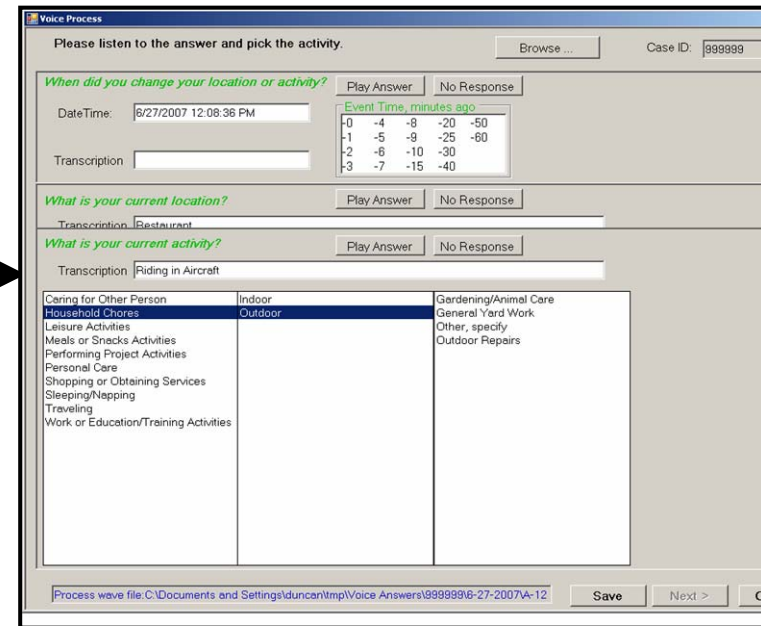 Voice Process
Please listen to the answer and pick the activity.
Browse ...
Case ID: 999999
When did you change your location or activity?
Play Answer
No Response
DateTime: 6/27/2007 12:08:36 PM
Event Time, minutes ago
-0 -4 -8 -20 -50
-1 -5 -9 -25 -60
-2 -6 -10 -30
-3 -7 -15 -40
Transcription
What is your current location?
Play Answer
No Response
Transcription Restaurant
What is your current activity?
Play Answer
No Response
Transcription Riding in Aircraft
Caring for Other Person
Household Chores
Leisure Activities
Meals or Snacks Activities
Performing Project Activities
Personal Care
Shopping or Obtaining Services
Sleeping/Napping
Traveling
Work or Education/Training Activities
Indoor
Outdoor
Gardening/Animal Care
General Yard Work
Other, specify
Outdoor Repairs
Process wave file:C:\Documents and Settings\duncan\tmp\Voice Answers\999999\6-27-2007\A-12
Save
Next >